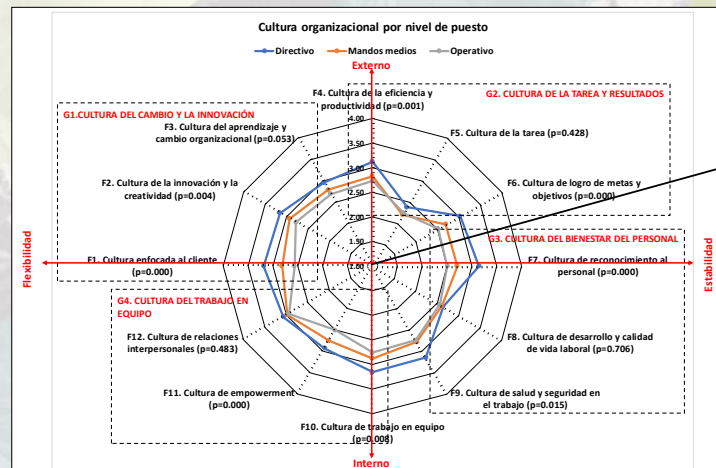 Cultura organizacional por nivel de puesto
Directivo
Mandos medios
Operativo
Externo
F4. Cultura de la eficiencia y
productividad (p=0.001)
G2. CULTURA DE LA TAREA Y RESULTADOS
G1.CULTURA DEL CAMBIO Y LA INNOVACIÓN
F3. Cultura del aprendizaje y
cambio organizacional (p=0.053)
F5. Cultura de la tarea (p=0.428)
F2. Cultura de la innovación y la
creatividad (p=0.004)
F6. Cultura de logro de metas y
objetivos (p=0.000)
4.00
3.50
3.00
2.50
2.00
1.50
1.00
G3. CULTURA DEL BIENESTAR DEL PERSONAL
F1. Cultura enfocada al cliente
(p=0.000)
F7. Cultura de reconocimiento al
personal (p=0.000)
Flexibilidad
Estabilidad
G4. CULTURA DEL TRABAJO EN
EQUIPO
F12. Cultura de relaciones
interpersonales (p=0.483)
F8. Cultura de desarrollo y calidad
de vida laboral (p=0.706)
F11. Cultura de empowerment
(p=0.000)
F9. Cultura de salud y seguridad en
el trabajo (p=0.015)
F10. Cultura de trabajo en equipo
(p=0.008)
Interno